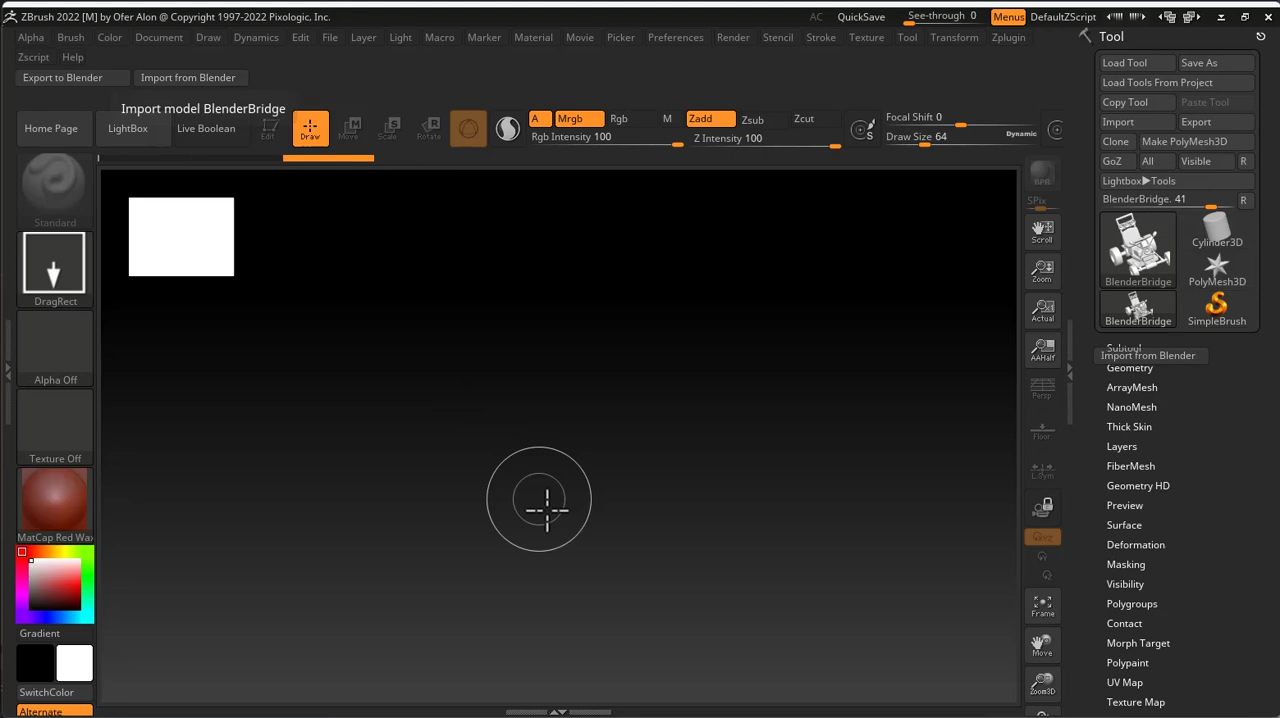 ZBrush 2022 [M] by Ofer Alon @ Copyright 1997-2022 Pixologic, Inc.
AC
QuickSave
See-through 0
Menus
DefaultZScript
Alpha
Brush
Color
Document
Draw
Dynamics
Edit
File
Layer
Light
Macro
Marker
Material
Movie
Picker
Preferences
Render
Stencil
Stroke
Texture
Tool
Transform
Zplugin
Zscript
Help
Export to Blender
Import from Blender
Import model BlenderBridge
Home Page
LightBox
Live Boolean
Edit
Draw
Move
Scale
Rotate
A
Mrgb
Rgb
M
Rgb Intensity 100
Zadd
Zsub
Zcut
Z Intensity 100
S
Focal Shift 0
Draw Size 64
Dynamic
Standard
DragRect
Alpha Off
Texture Off
MatCap Red Wax
Gradient
SwitchColor
Alternate
BPR
SPix
Scroll
Zoom
Actual
AAHalf
Persp
Floor
L.Sym
Frame
Move
Zoom3D
Tool
Load Tool
Save As
Load Tools From Project
Copy Tool
Paste Tool
Import
Export
Clone
Make PolyMesh3D
GoZ
All
Visible
R
Lightbox▶Tools
BlenderBridge. 41
R
BlenderBridge
Cylinder3D
PolyMesh3D
BlenderBridge
SimpleBrush
Subtool
Import from Blender
Geometry
ArrayMesh
NanoMesh
Thick Skin
Layers
FiberMesh
Geometry HD
Preview
Surface
Deformation
Masking
Visibility
Polygroups
Contact
Morph Target
Polypaint
UV Map
Texture Map